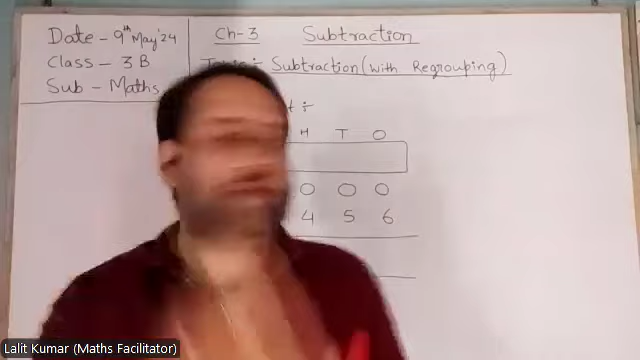 Date - 9th May'24
Class - 3 B
Sub - Maths
Ch-3 Subtraction
Subtraction (with Regrouping)
H T O
0 0 0
4 5 6
Lalit Kumar (Maths Facilitator)